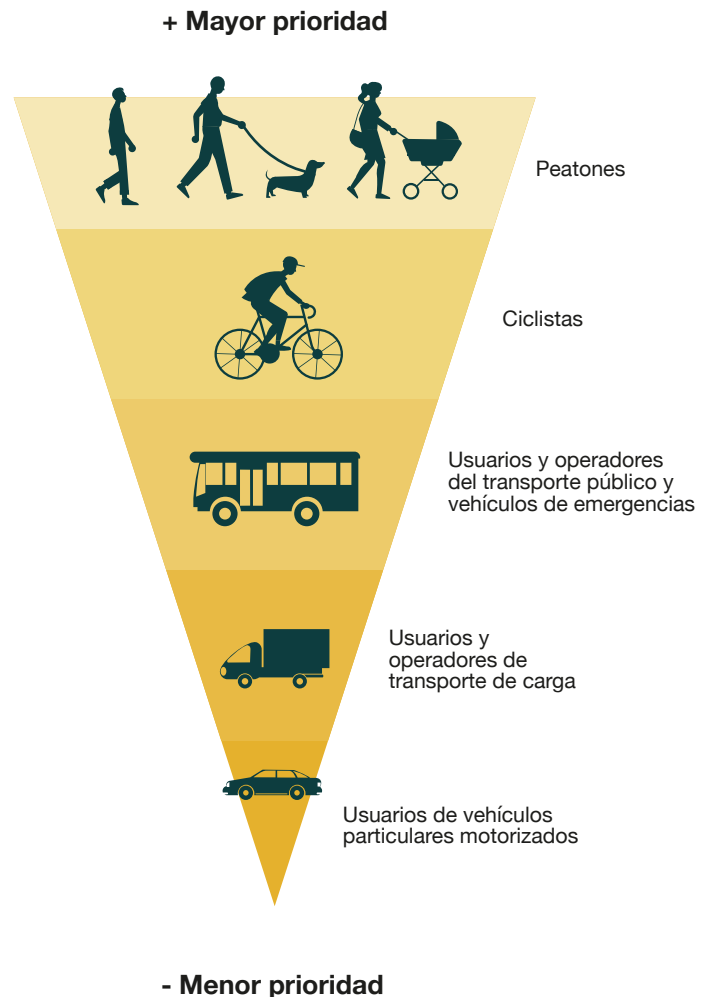 + Mayor prioridad
Peatones
Ciclistas
Usuarios y operadores
del transporte público y
vehículos de emergencias
Usuarios y
operadores de
transporte de carga
Usuarios de vehículos
particulares motorizados
- Menor prioridad